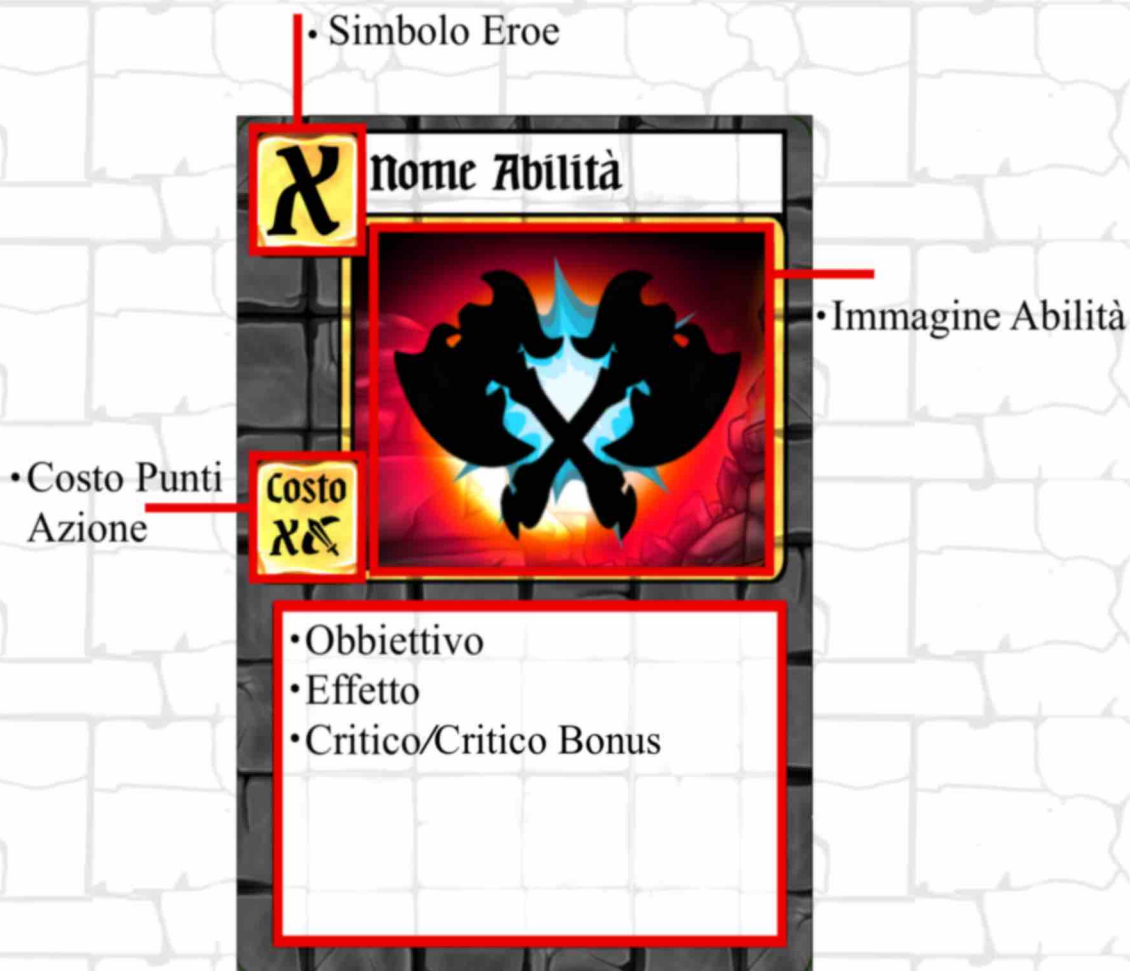 • Simbolo Eroe
X
Nome Abilità
• Immagine Abilità
• Costo Punti
Azione
Costo
X
• Obbiettivo
• Effetto
• Critico/Critico Bonus